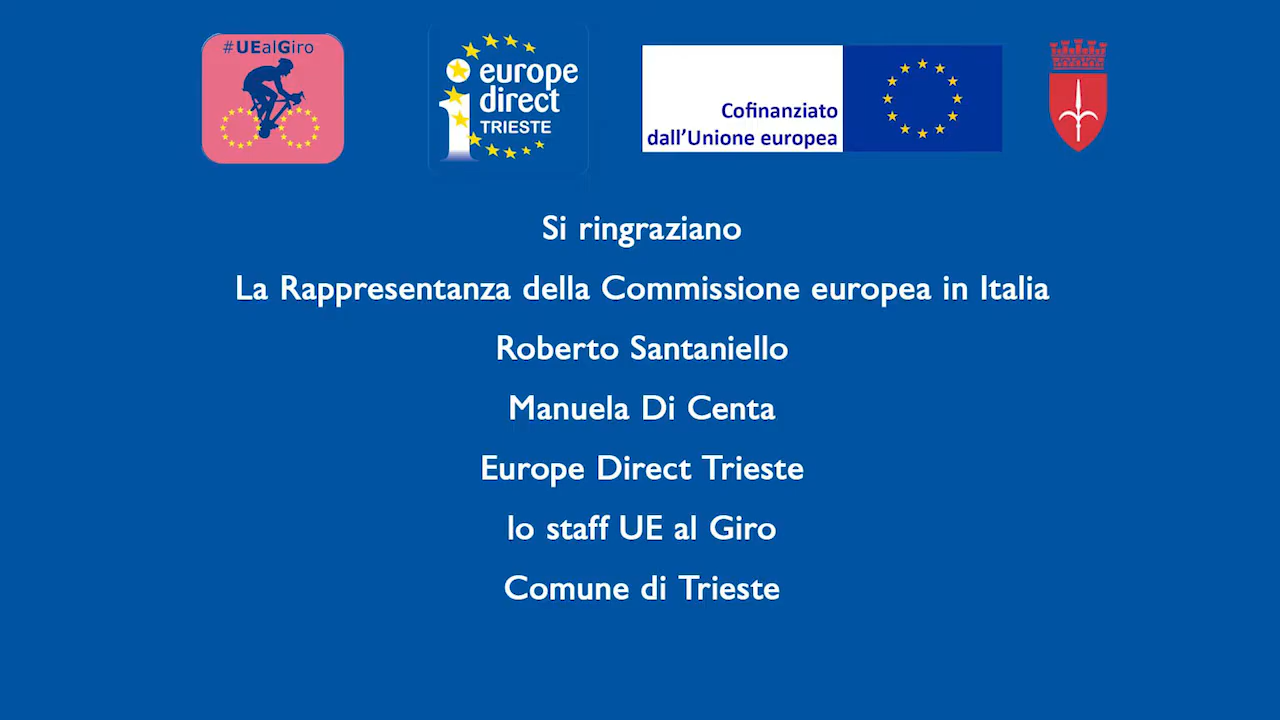 #UEalGiro
europe
direct
TRIESTE
Cofinanziato
dall'Unione europea
Si ringraziano
La Rappresentanza della Commissione europea in Italia
Roberto Santaniello
Manuela Di Centa
Europe Direct Trieste
lo staff UE al Giro
Comune di Trieste